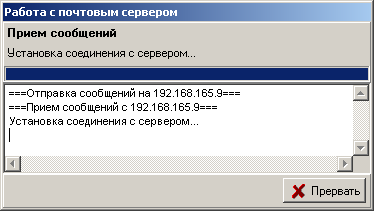 Работа с почтовым сервером
Прием сообщений
Установка соединения с сервером...
===Отправка сообщений на 192.168.165.9===
===Прием сообщений с 192.168.165.9===
Установка соединения с сервером...
Прервать